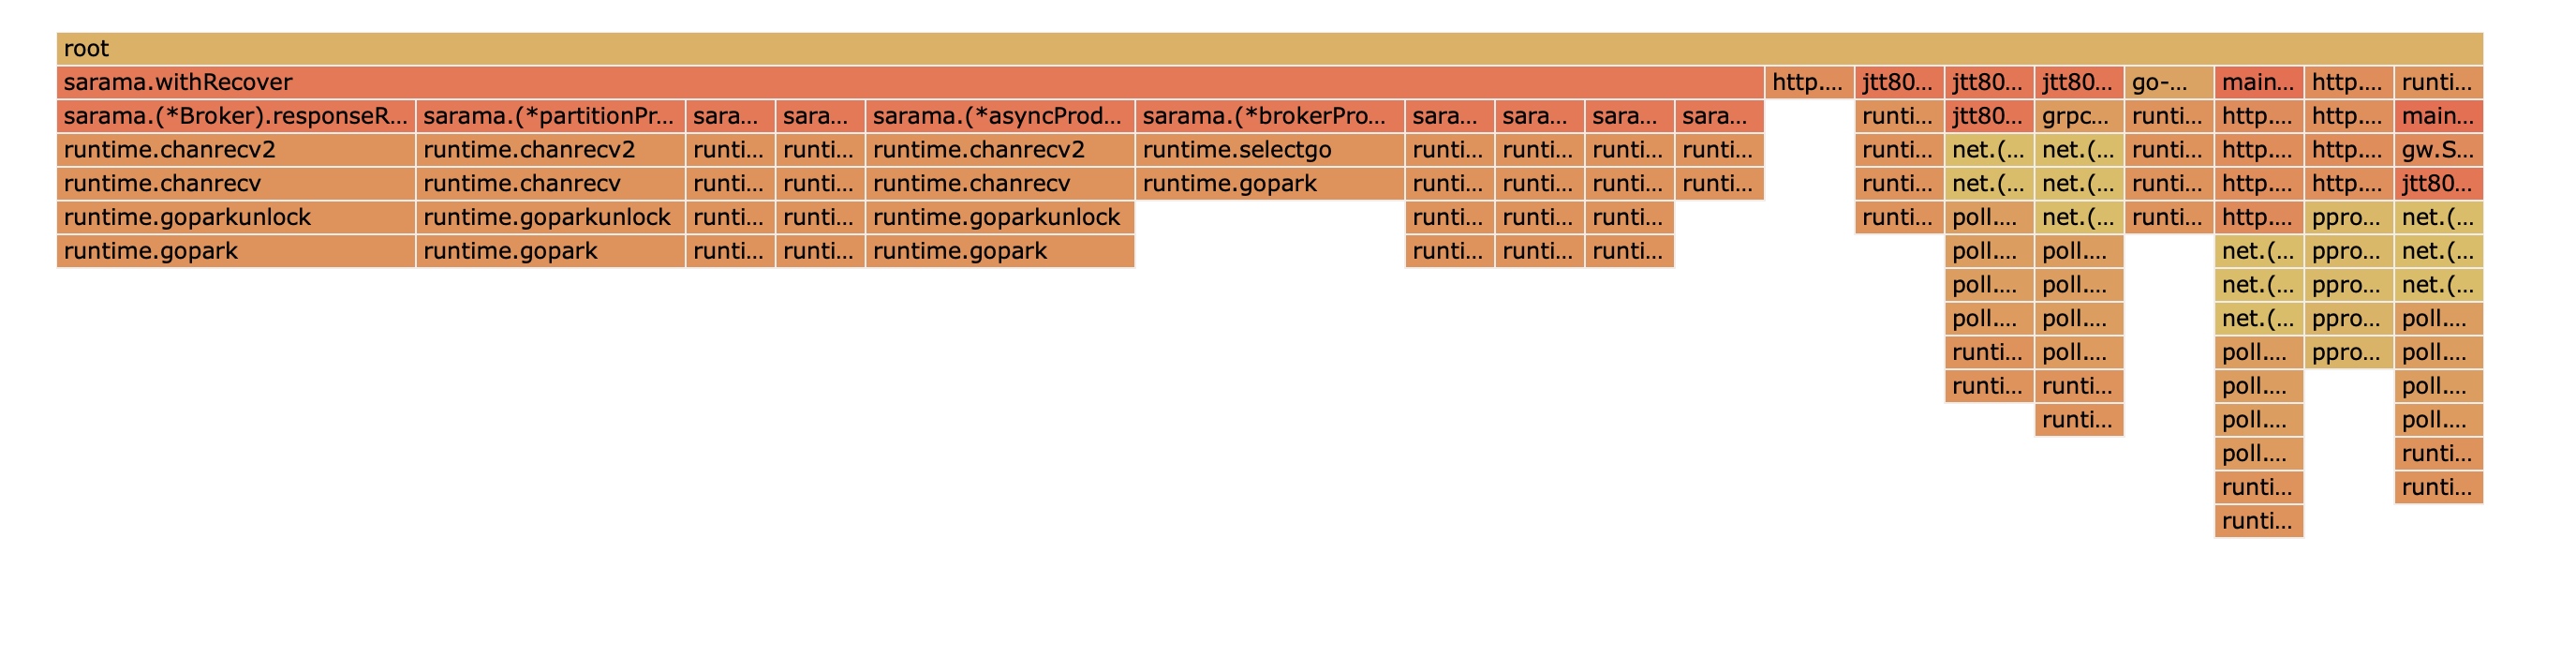 root
sarama.withRecover http.... jtt80... jtt80... jtt80... go-... main... http.... runti...
sarama.(*Broker).responseR... sarama.(*partitionPr... sara... sara... sarama.(*asyncProd... sarama.(*brokerPro... sara... sara... sara... sara... runti... jtt80... grpc... runti... http.... http.... main...
runtime.chanrecv2 runtime.chanrecv2 runti... runti... runtime.chanrecv2 runtime.selectgo runti... runti... runti... runti... runti... net.(... net.(... runti... http.... http.... gw.S...
runtime.chanrecv runtime.chanrecv runti... runti... runtime.chanrecv runtime.gopark runti... runti... runti... runti... runti... net.(... net.(... runti... http.... http.... jtt80...
runtime.goparkunlock runtime.goparkunlock runti... runti... runtime.goparkunlock runti... runti... runti... runti... poll.... net.(... runti... http.... ppro... net.(...
runtime.gopark runtime.gopark runti... runti... runtime.gopark runti... runti... runti... poll.... poll.... net.(... ppro... net.(...
poll.... poll.... net.(... ppro... net.(...
poll.... poll.... net.(... ppro... poll....
runti... poll.... poll.... ppro... poll....
runti... runti... poll.... poll....
runti... poll.... poll....
poll.... runti...
runti... runti...
runti...